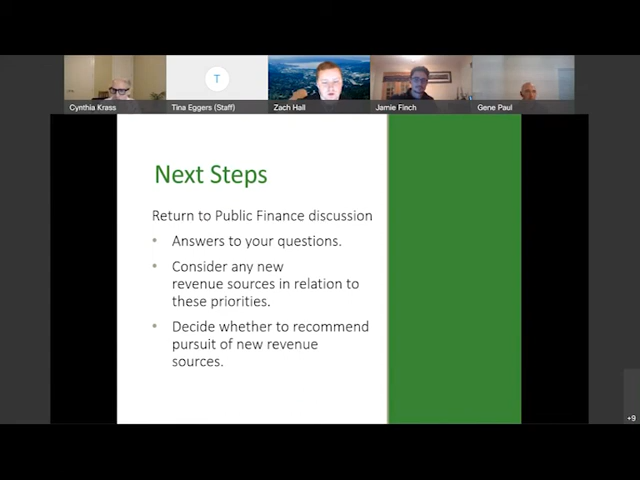 T
Cynthia Krass
Tina Eggers (Staff)
Zach Hall
Jamie Finch
Gene Paul
Next Steps
Return to Public Finance discussion
• Answers to your questions.
• Consider any new
revenue sources in relation to
these priorities.
• Decide whether to recommend
pursuit of new revenue
sources.
+9